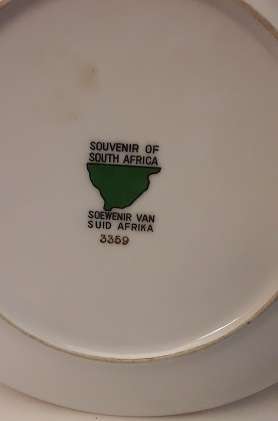 SOUVENIR OF
SOUTH AFRICA
SOEWENIR VAN
SUID AFRIKA
3359